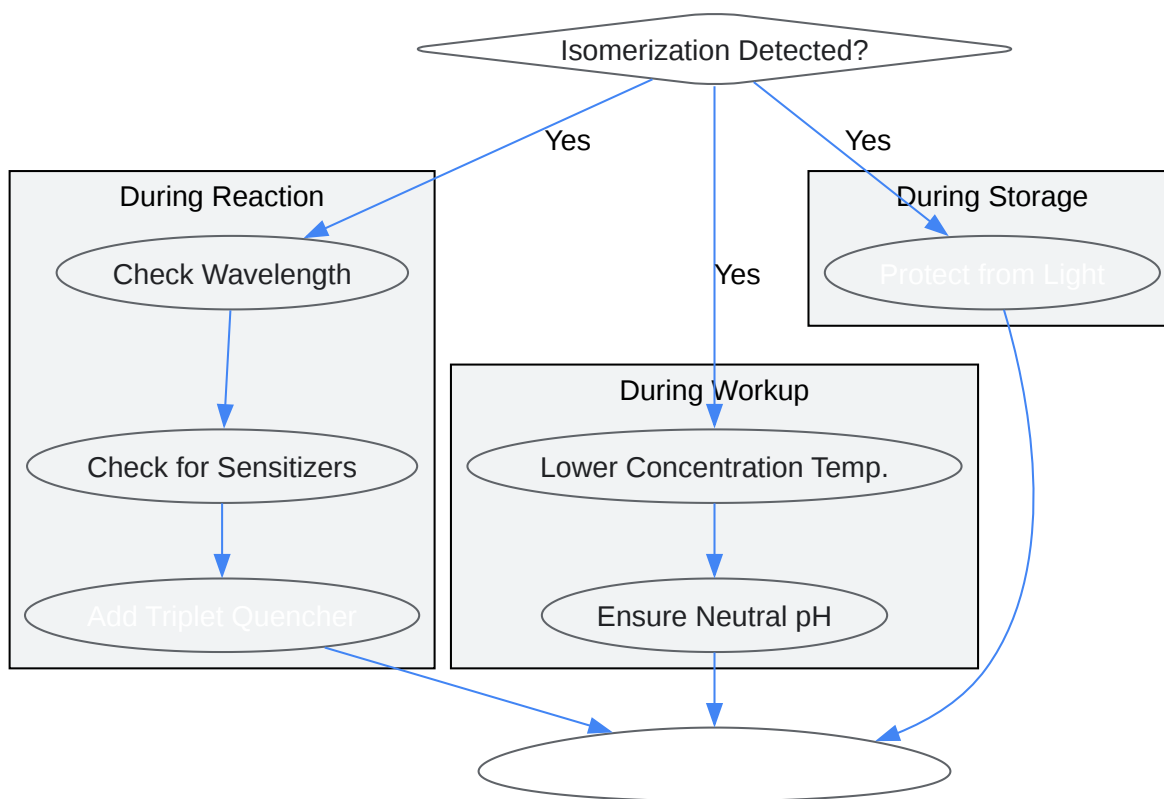 Isomerization Detected?
Yes
Yes
Yes
During Reaction
Check Wavelength
Check for Sensitizers
Add Triplet Quencher
During Workup
Lower Concentration Temp.
Ensure Neutral pH
During Storage
Protect from Light